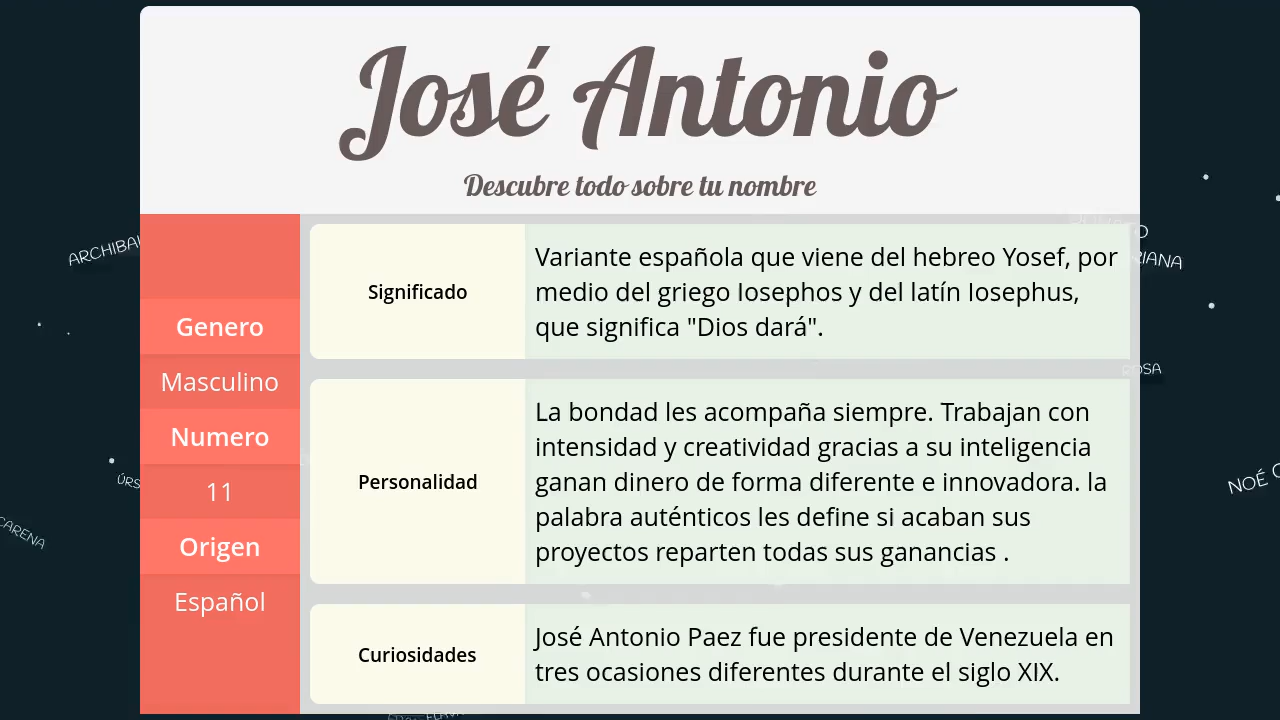 José Antonio
Descubre todo sobre tu nombre
Genero
Masculino
Numero
11
Origen
Español
Significado
Variante española que viene del hebreo Yosef, por
medio del griego Iosephos y del latín Iosephus,
que significa "Dios dará".
Personalidad
La bondad les acompaña siempre. Trabajan con
intensidad y creatividad gracias a su inteligencia
ganan dinero de forma diferente e innovadora. la
palabra auténticos les define si acaban sus
proyectos reparten todas sus ganancias .
Curiosidades
José Antonio Paez fue presidente de Venezuela en
tres ocasiones diferentes durante el siglo XIX.
NOÉ